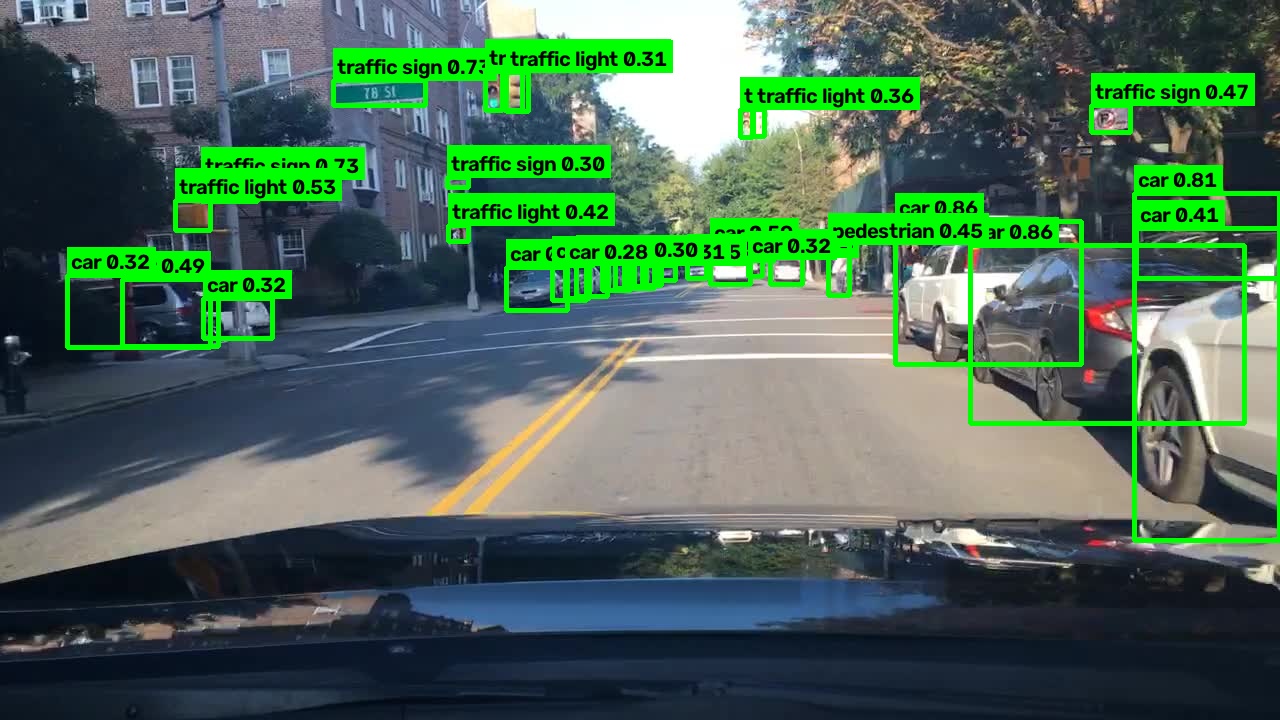 traffic sign 0.73
traffic light 0.31
78 St
traffic light 0.36
traffic sign 0.47
P
traffic sign 0.73
traffic light 0.53
traffic sign 0.30
traffic light 0.42
car 0.81
car 0.41
car 0.86
pedestrian 0.45
car 0.86
car 0.32
0.49
car 0.32
car 0.28
0.30
car 0.32